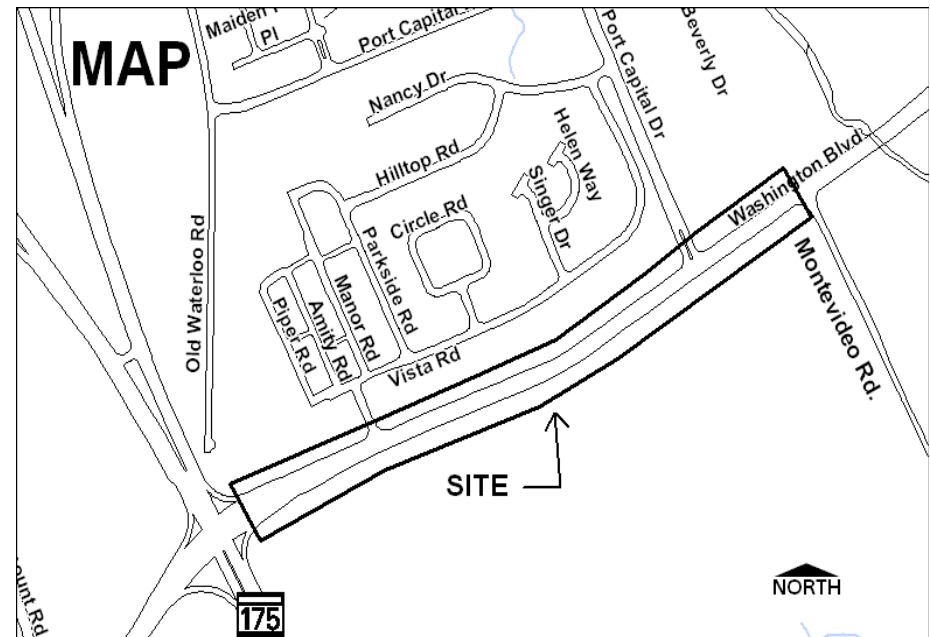 MAP
Maiden
Pl
Port Capital
Port Capital Dr
Beverly Dr
Nancy Dr
Hilltop Rd
Helen Way
Singer Dr
Circle Rd
Washington Blvd
Old Waterloo Rd
Parkside Rd
Manor Rd
Amity Rd
Piper Rd
Vista Rd
Montevideo Rd.
SITE
NORTH
175
ount Rd